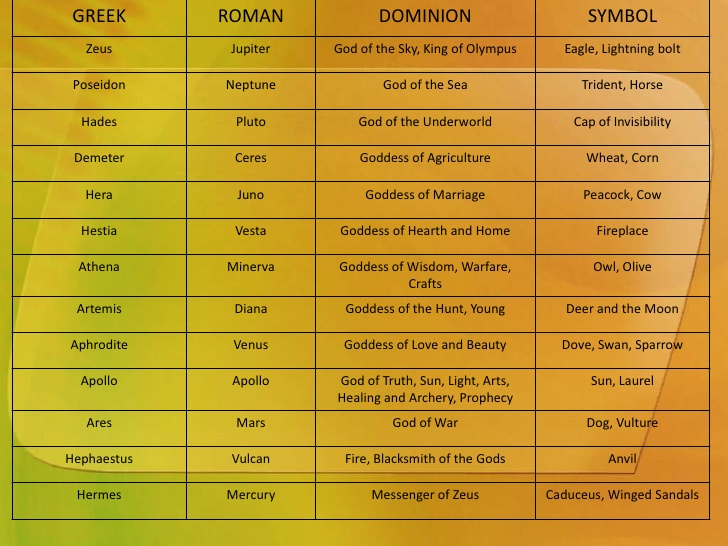 GREEK ROMAN DOMINION SYMBOL
Zeus Jupiter God of the Sky, King of Olympus Eagle, Lightning bolt
Poseidon Neptune God of the Sea Trident, Horse
Hades Pluto God of the Underworld Cap of Invisibility
Demeter Ceres Goddess of Agriculture Wheat, Corn
Hera Juno Goddess of Marriage Peacock, Cow
Hestia Vesta Goddess of Hearth and Home Fireplace
Athena Minerva Goddess of Wisdom, Warfare, Owl, Olive
Crafts
Artemis Diana Goddess of the Hunt, Young Deer and the Moon
Aphrodite Venus Goddess of Love and Beauty Dove, Swan, Sparrow
Apollo Apollo God of Truth, Sun, Light, Arts, Sun, Laurel
Healing and Archery, Prophecy
Ares Mars God of War Dog, Vulture
Hephaestus Vulcan Fire, Blacksmith of the Gods Anvil
Hermes Mercury Messenger of Zeus Caduceus, Winged Sandals